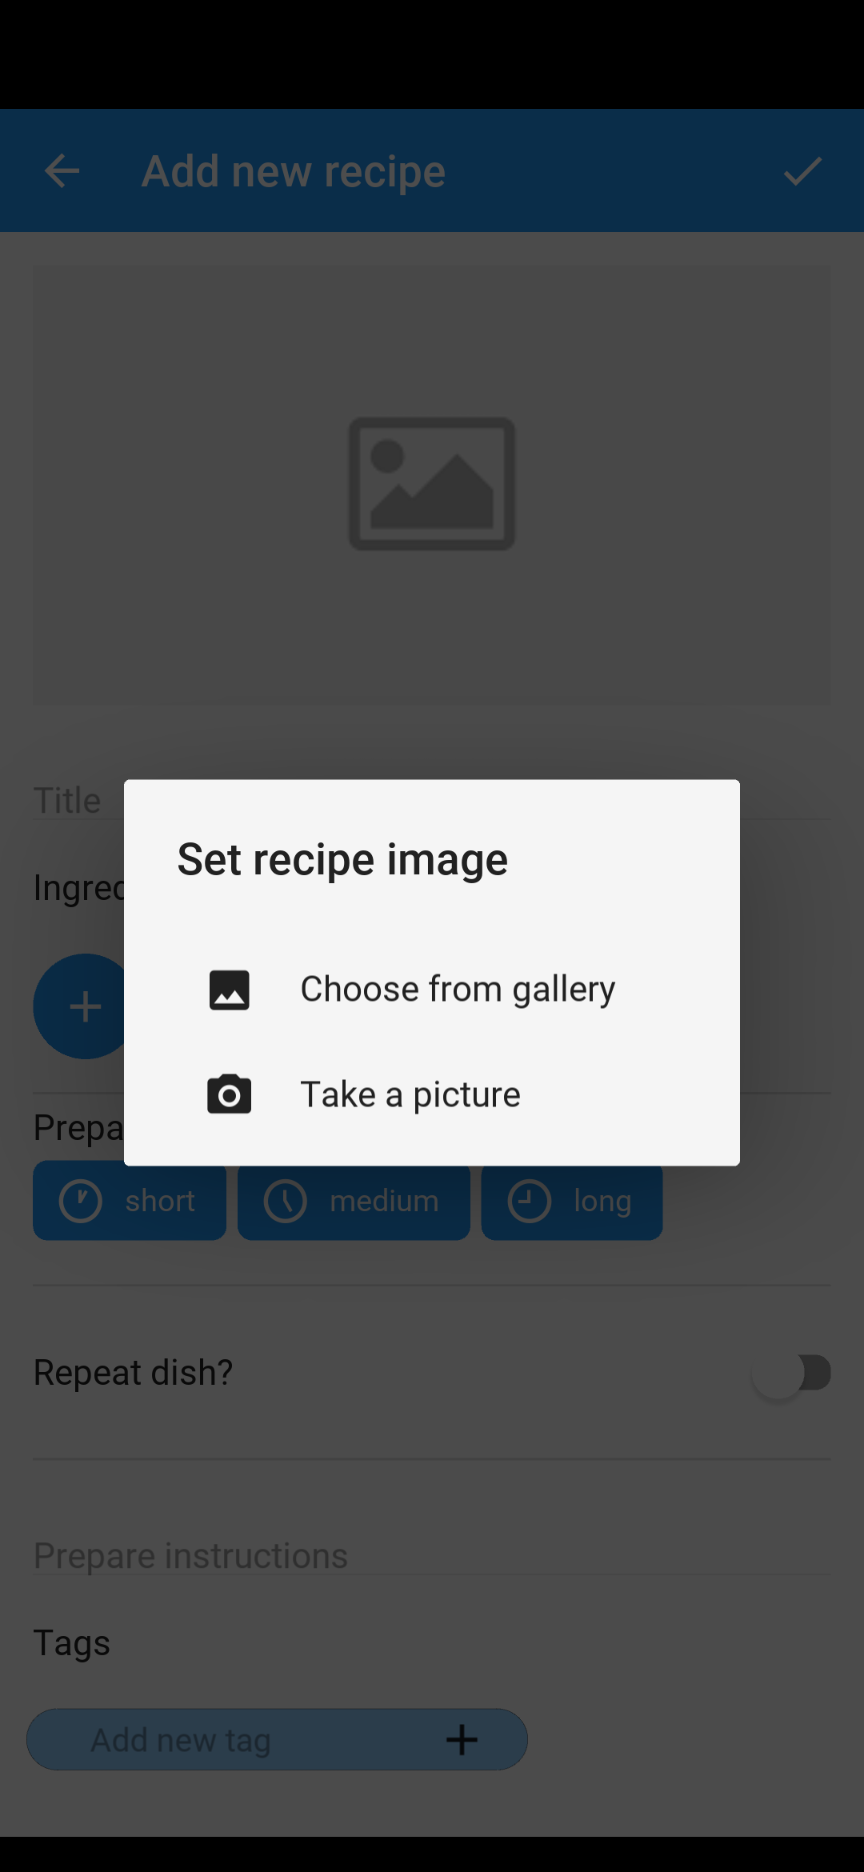 Add new recipe
Title
Set recipe image
Ingred
Choose from gallery
Take a picture
Prepa
short medium long
Repeat dish?
Prepare instructions
Tags
Add new tag